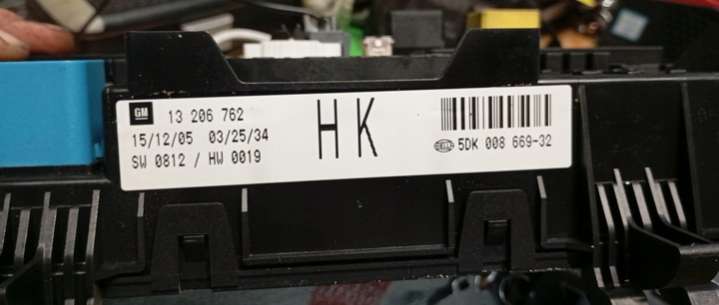 GM 13 206 762
15/12/05 03/25/34
SW 0812 / HW 0019
HK
HELLA 5DK 008 669-32